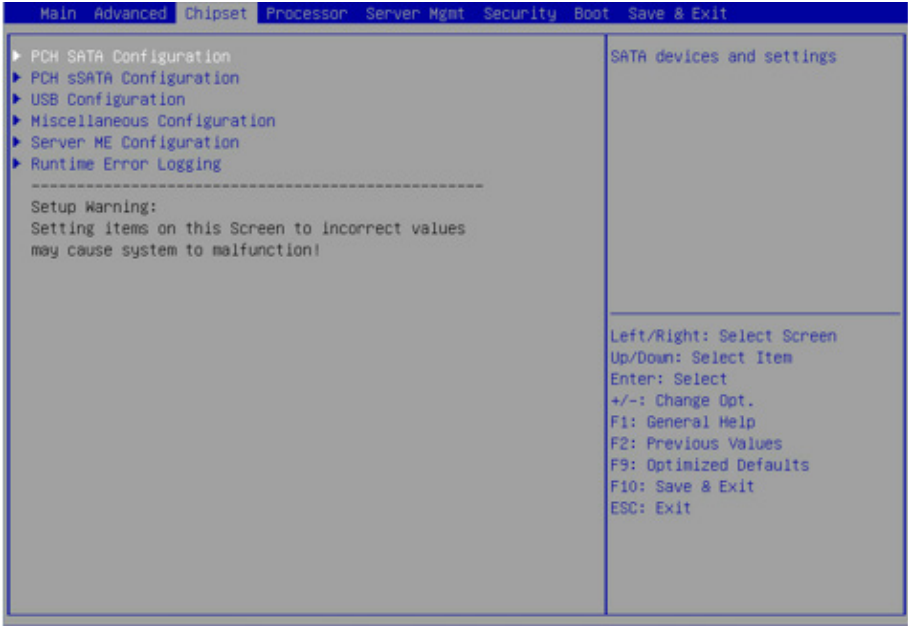 Main Advanced Chipset Processor Server Mgmt Security Boot Save & Exit
PCH SATA Configuration
PCH sSATA Configuration
USB Configuration
Miscellaneous Configuration
Server ME Configuration
Runtime Error Logging
--------------------------------------------------
Setup Warning:
Setting items on this Screen to incorrect values
may cause system to malfunction!
SATA devices and settings
Left/Right: Select Screen
Up/Down: Select Item
Enter: Select
+/-: Change Opt.
F1: General Help
F2: Previous Values
F9: Optimized Defaults
F10: Save & Exit
ESC: Exit